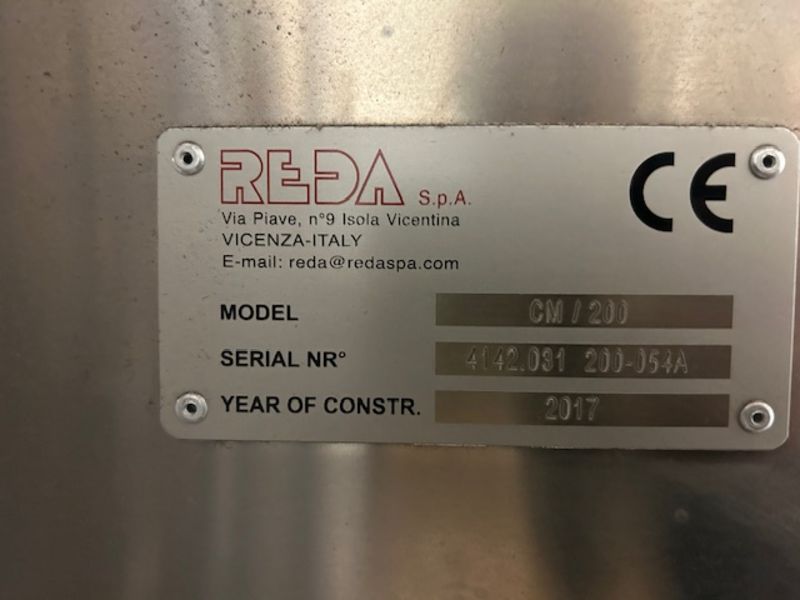 REDA S.p.A.
Via Piave, n°9 Isola Vicentina
VICENZA-ITALY
E-mail: reda@redaspa.com
CE
MODEL CM / 200
SERIAL NR° 4142.031 200-054A
YEAR OF CONSTR. 2017